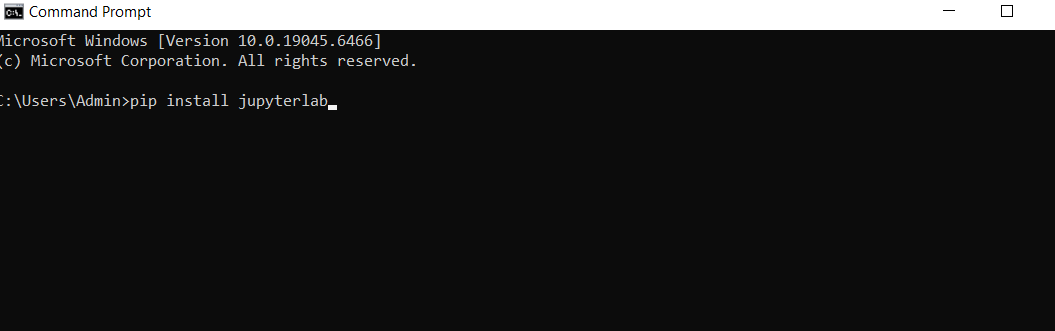 Command Prompt
Microsoft Windows [Version 10.0.19045.6466]
(c) Microsoft Corporation. All rights reserved.
C:\Users\Admin>pip install jupyterlab